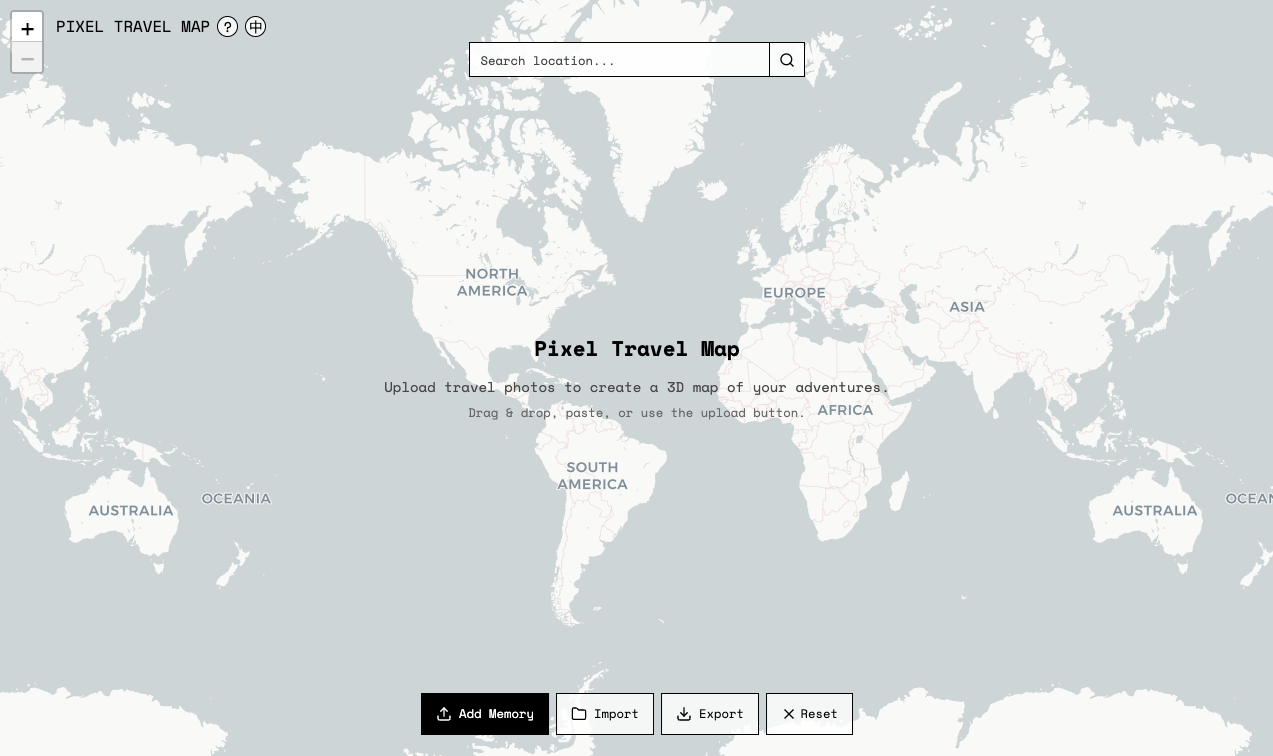 +
PIXEL TRAVEL MAP ? 中
−
Search location...
NORTH
AMERICA
EUROPE
ASIA
Pixel Travel Map
Upload travel photos to create a 3D map of your adventures.
Drag & drop, paste, or use the upload button.
AFRICA
SOUTH
AMERICA
OCEANIA
OCEAN
AUSTRALIA
AUSTRALIA
Add Memory
Import
Export
Reset